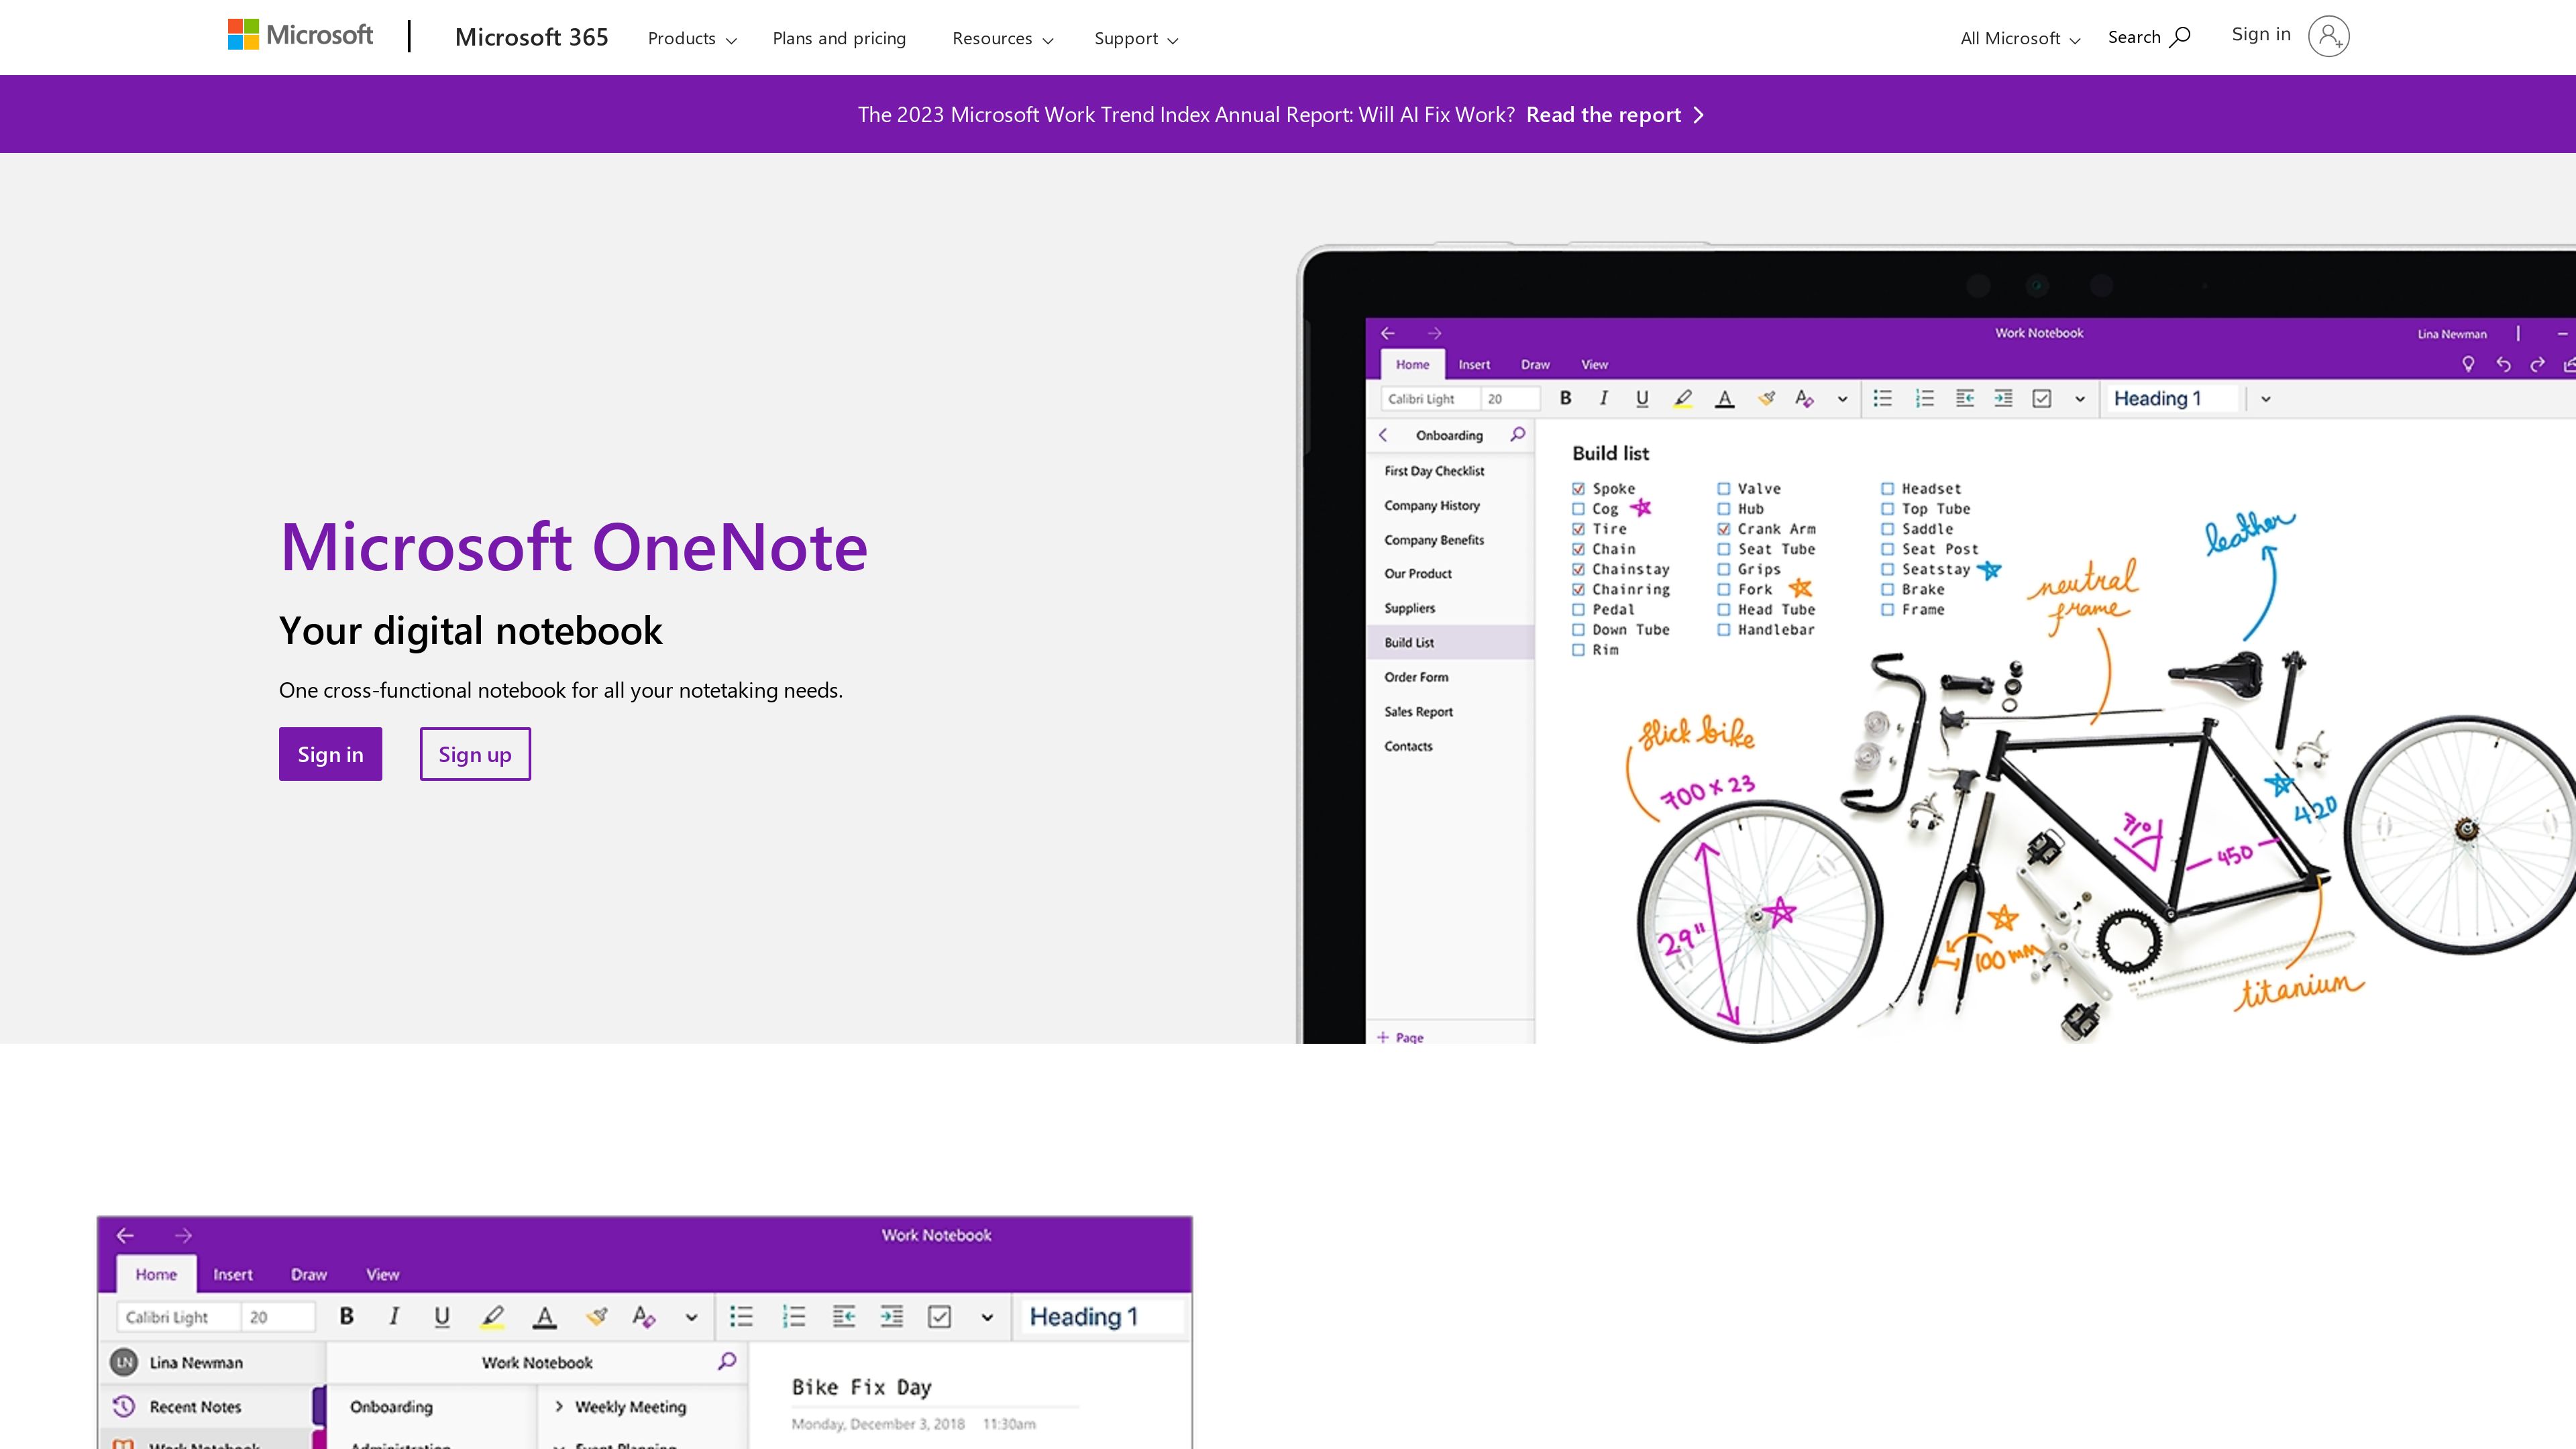 Microsoft
Microsoft 365
Products
Plans and pricing
Resources
Support
All Microsoft
Search
Sign in
The 2023 Microsoft Work Trend Index Annual Report: Will AI Fix Work? Read the report
Microsoft OneNote
Your digital notebook
One cross-functional notebook for all your notetaking needs.
Sign in
Sign up
Work Notebook
Lina Newman
Home Insert Draw View
Calibri Light 20 B I U A A Heading 1
Onboarding
First Day Checklist
Company History
Company Benefits
Our Product
Suppliers
Build List
Order Form
Sales Report
Contacts
+ Page
Build list
Spoke
Cog
Tire
Chain
Chainstay
Chainring
Pedal
Down Tube
Rim
Valve
Hub
Crank Arm
Seat Tube
Grips
Fork
Head Tube
Handlebar
Headset
Top Tube
Saddle
Seat Post
Seatstay
Brake
Frame
leather
neutral
frame
slick bike
700 x 23
29"
71°
450
420
100 mm
titanium
Work Notebook
Home Insert Draw View
Calibri Light 20 B I U A A Heading 1
LN Lina Newman
Work Notebook
Recent Notes
Onboarding
Weekly Meeting
Bike Fix Day
Monday, December 3, 2018 11:30am
Work Notebook
Administration
Event Planning